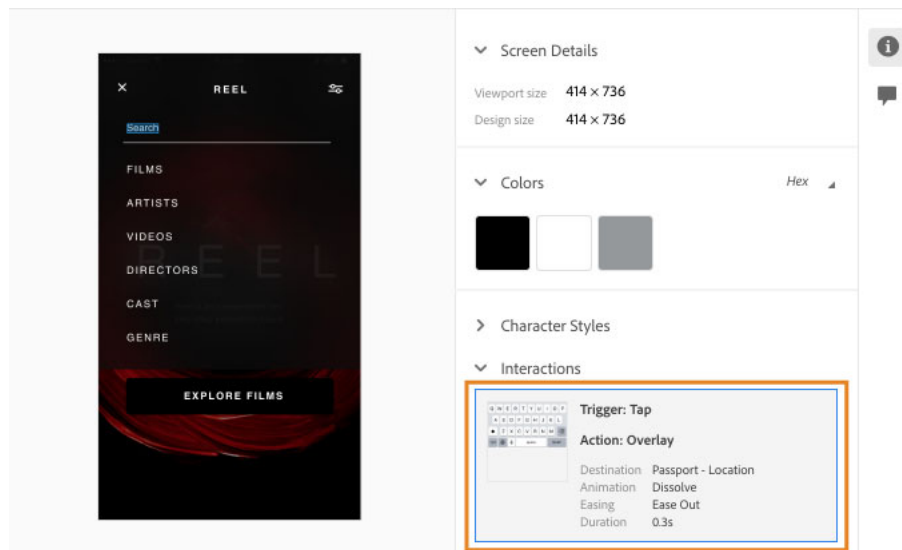 REEL
Search
FILMS
ARTISTS
VIDEOS
DIRECTORS
REEL
CAST
GENRE
EXPLORE FILMS
Screen Details
Viewport size 414 × 736
Design size 414 × 736
Colors
Hex
Character Styles
Interactions
Trigger: Tap
Action: Overlay
Destination Passport - Location
Animation Dissolve
Easing Ease Out
Duration 0.3s